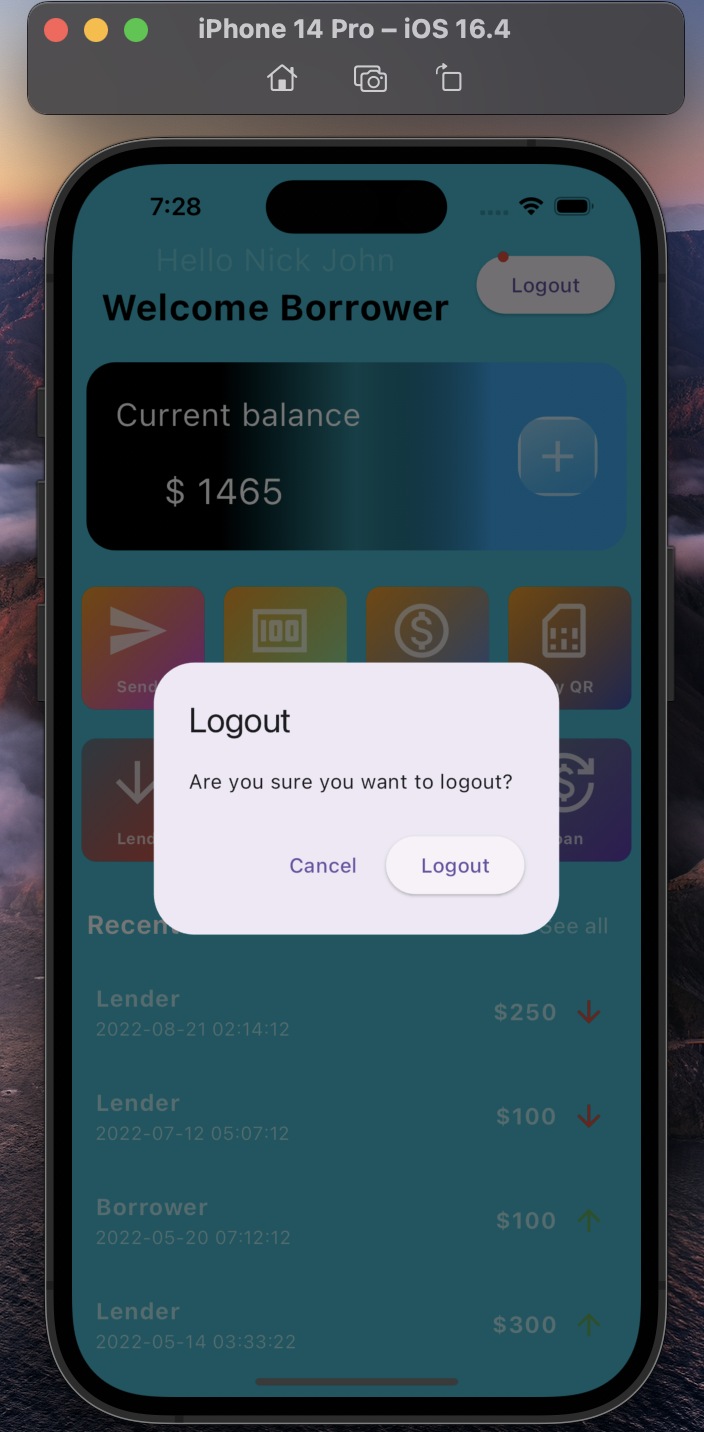 iPhone 14 Pro – iOS 16.4
7:28
Hello Nick John
Welcome Borrower
Logout
Current balance
$ 1465
100
Send
QR
Logout
Are you sure you want to logout?
Cancel Logout
Recent
See all
Lender
2022-08-21 02:14:12
$250
Lender
2022-07-12 05:07:12
$100
Borrower
2022-05-20 07:12:12
$100
Lender
2022-05-14 03:33:22
$300